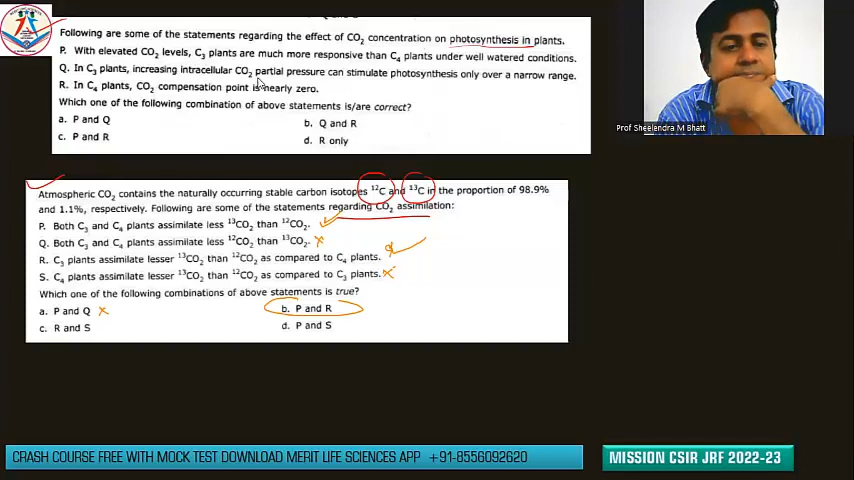 Following are some of the statements regarding the effect of CO₂ concentration on photosynthesis in plants.
P. With elevated CO₂ levels, C₃ plants are much more responsive than C₄ plants under well watered conditions.
Q. In C₃ plants, increasing intracellular CO₂ partial pressure can stimulate photosynthesis only over a narrow range.
R. In C₄ plants, CO₂ compensation point is nearly zero.
Which one of the following combination of above statements is/are correct?
a. P and Q
b. Q and R
c. P and R
d. R only
Prof Sheelendra M Bhatt
Atmospheric CO₂ contains the naturally occurring stable carbon isotopes ¹²C and ¹³C in the proportion of 98.9%
and 1.1%, respectively. Following are some of the statements regarding CO₂ assimilation:
P. Both C₃ and C₄ plants assimilate less ¹³CO₂ than ¹²CO₂.
Q. Both C₃ and C₄ plants assimilate less ¹²CO₂ than ¹³CO₂.
R. C₃ plants assimilate lesser ¹³CO₂ than ¹²CO₂ as compared to C₄ plants.
S. C₄ plants assimilate lesser ¹³CO₂ than ¹²CO₂ as compared to C₃ plants.
Which one of the following combinations of above statements is true?
a. P and Q
b. P and R
c. R and S
d. P and S
CRASH COURSE FREE WITH MOCK TEST DOWNLOAD MERIT LIFE SCIENCES APP +91-8556092620
MISSION CSIR JRF 2022-23